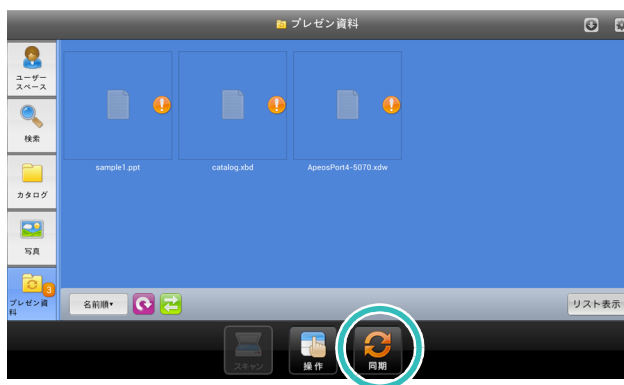 プレゼン資料
ユーザー
スペース
検索
カタログ
写真
3
プレゼン資
料
sample1.ppt
catalog.xbd
ApeosPort4-5070.xdw
名前順▾
リスト表示
スキャン
操作
同期